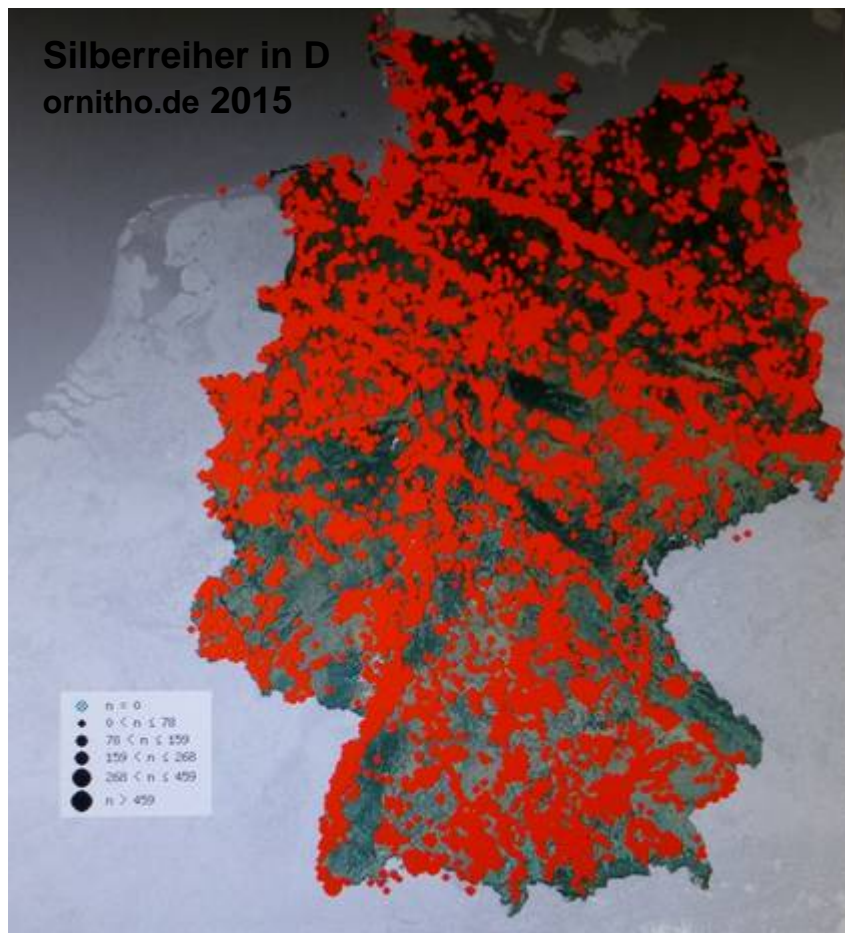 Silberreiher in D
ornitho.de 2015
n = 0
0 < n ≤ 78
78 < n ≤ 159
159 < n ≤ 268
268 < n ≤ 459
n > 459